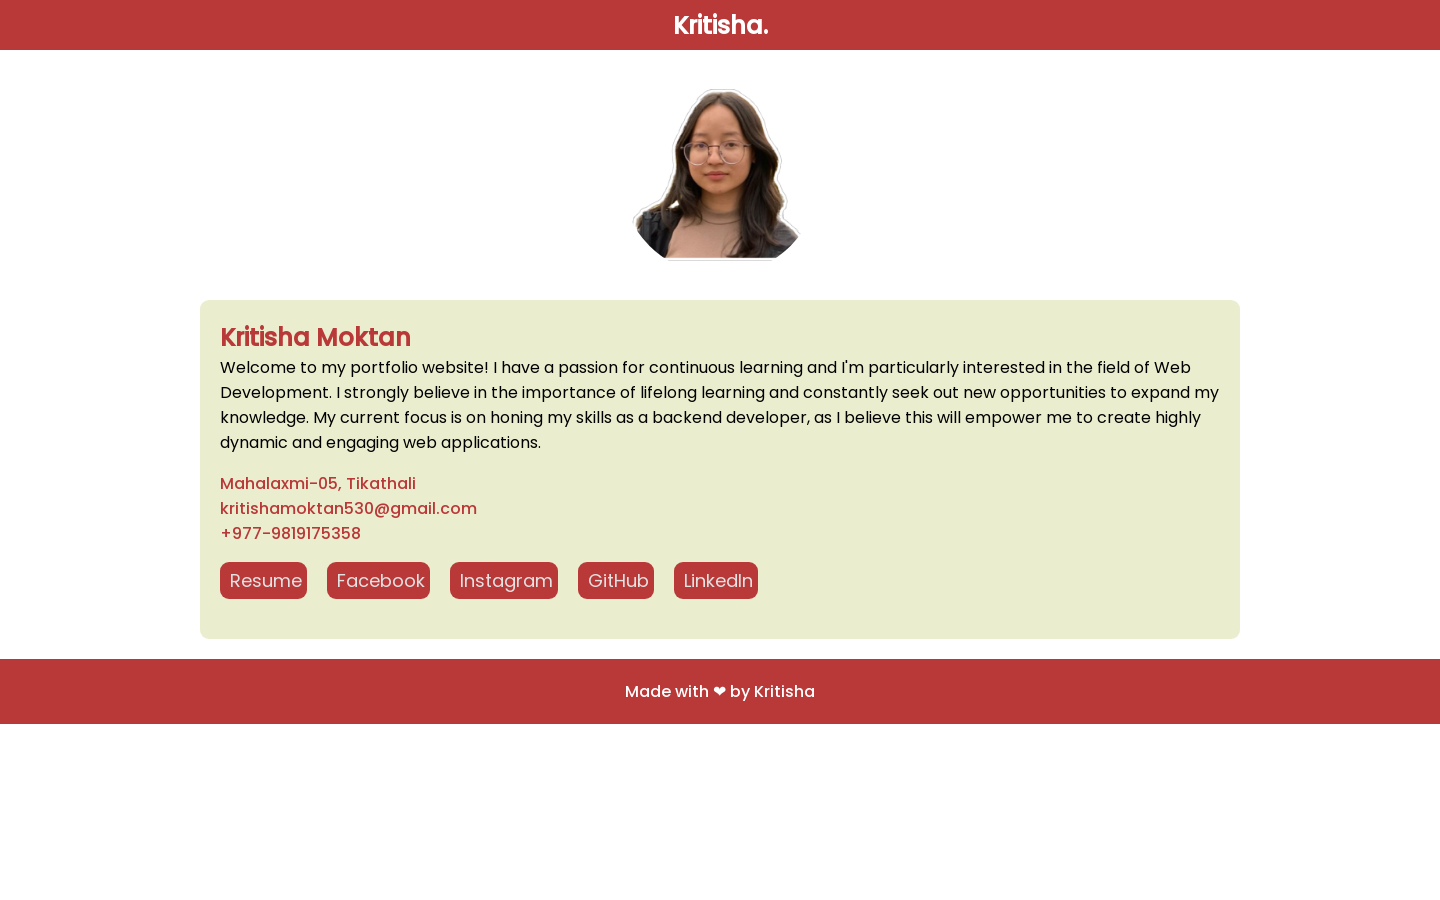 Kritisha.
Kritisha Moktan
Welcome to my portfolio website! I have a passion for continuous learning and I'm particularly interested in the field of Web
Development. I strongly believe in the importance of lifelong learning and constantly seek out new opportunities to expand my
knowledge. My current focus is on honing my skills as a backend developer, as I believe this will empower me to create highly
dynamic and engaging web applications.
Mahalaxmi-05, Tikathali
kritishamoktan530@gmail.com
+977-9819175358
Resume Facebook Instagram GitHub LinkedIn
Made with ❤ by Kritisha